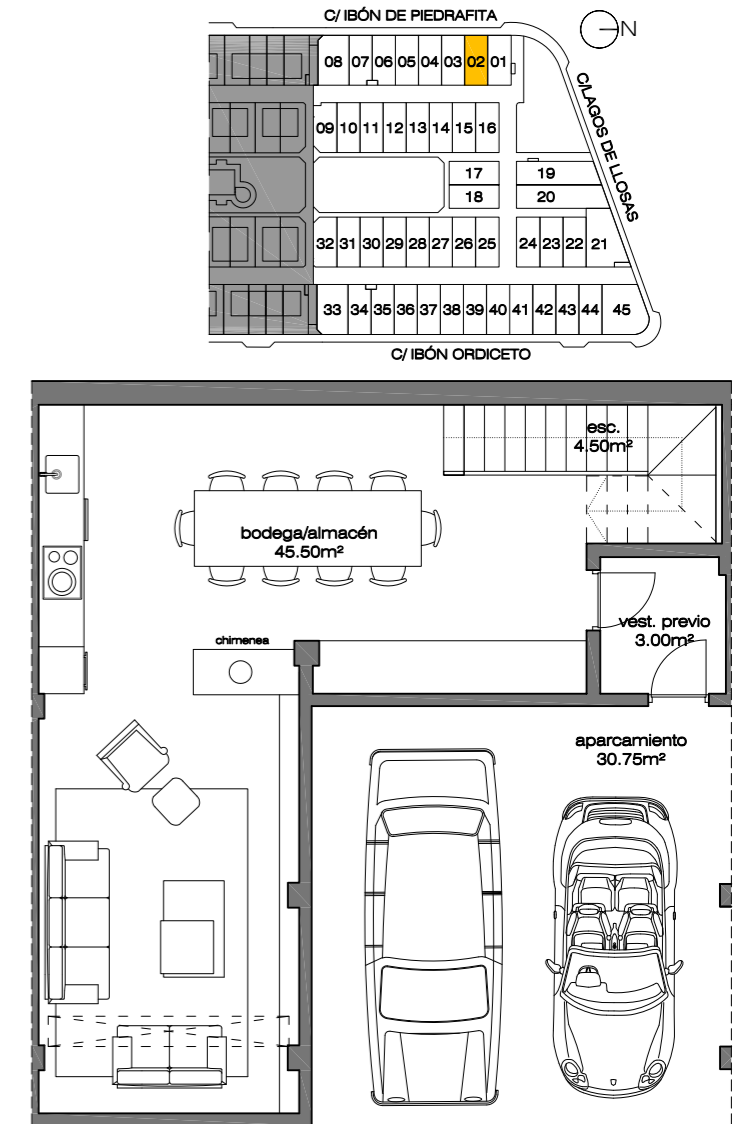 C/ IBÓN DE PIEDRAFITA
N
08 07 06 05 04 03 02 01
C/LAGOS DE LLOSAS
09 10 11 12 13 14 15 16
17
18
19
20
32 31 30 29 28 27 26 25
24 23 22 21
33 34 35 36 37 38 39 40 41 42 43 44 45
C/ IBÓN ORDICETO
esc.
4.50m²
bodega/almacén
45.50m²
vest. previo
3.00m²
chimenea
aparcamiento
30.75m²